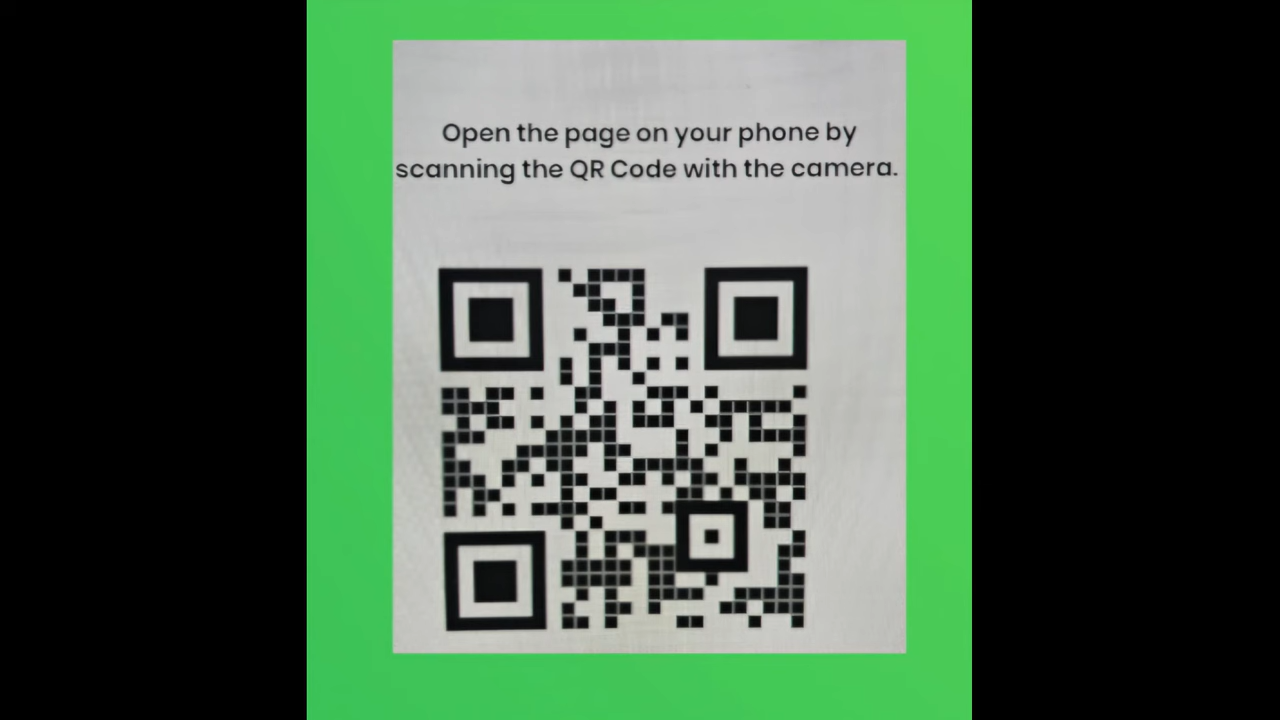 Open the page on your phone by
scanning the QR Code with the camera.